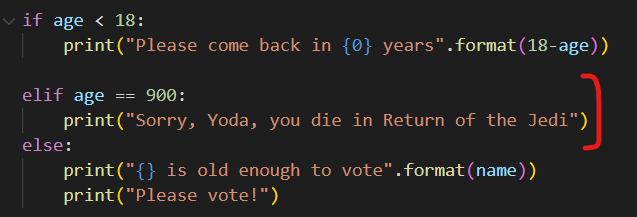 if age < 18:
    print("Please come back in {0} years".format(18-age))
elif age == 900:
    print("Sorry, Yoda, you die in Return of the Jedi")
else:
    print("{} is old enough to vote".format(name))
    print("Please vote!")